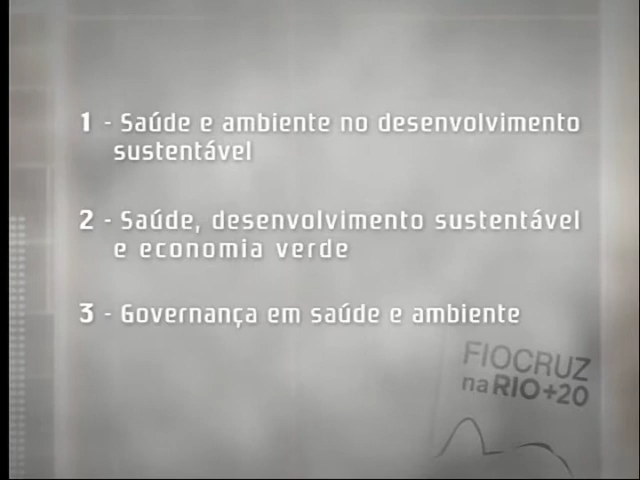 1 - Saúde e ambiente no desenvolvimento
sustentável
2 - Saúde, desenvolvimento sustentável
e economia verde
3 - Governança em saúde e ambiente
FIOCRUZ
na RIO+20